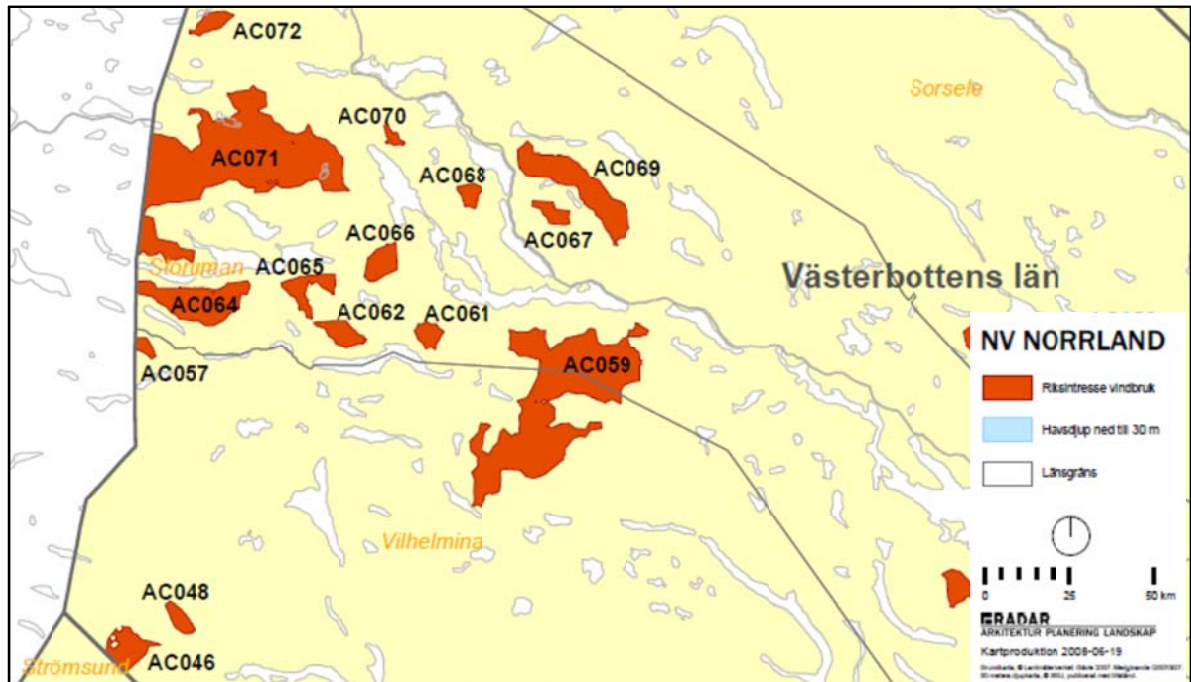 AC072
Sorsele
AC070
AC071
AC068
AC069
AC067
AC066
Storuman
AC065
Västerbottens län
AC064
AC062
AC061
AC059
AC057
NV NORRLAND
Riksintresse vindbruk
Havsdjup ned till 30 m
Länsgräns
0 25 50 km
Vilhelmina
AC048
AC046
Strömsund
RADAR
ARKITEKTUR PLANERING LANDSKAP
Kartproduktion 2008-06-19